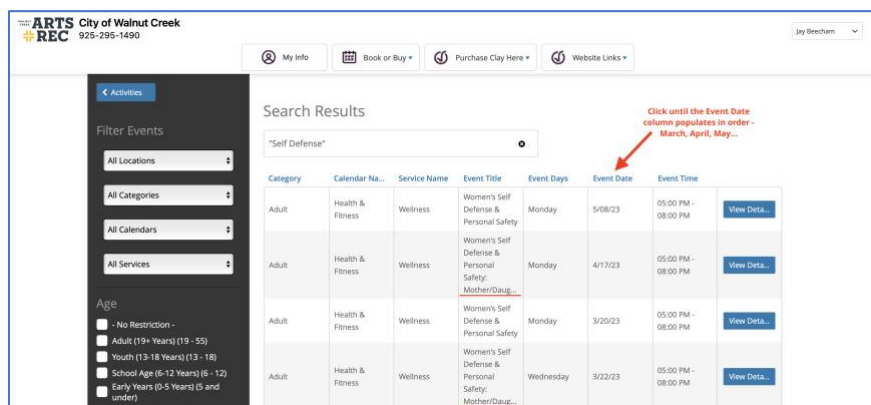 WALNUT CREEK ARTS City of Walnut Creek
+REC 925-295-1490
Jay Beecham
My Info
Book or Buy
Purchase Clay Here
Website Links
Activities
Filter Events
All Locations
All Categories
All Calendars
All Services
Age
- No Restriction -
Adult (19+ Years) (19 - 55)
Youth (13-18 Years) (13 - 18)
School Age (6-12 Years) (6 - 12)
Early Years (0-5 Years) (5 and
under)
Search Results
"Self Defense"
Click until the Event Date
column populates in order -
March, April, May...
Category Calendar Na... Service Name Event Title Event Days Event Date Event Time
Adult
Health &
Fitness
Wellness
Women's Self
Defense &
Personal Safety
Monday
5/08/23
05:00 PM -
08:00 PM
View Deta...
Adult
Health &
Fitness
Wellness
Women's Self
Defense &
Personal
Safety:
Mother/Daug...
Monday
4/17/23
05:00 PM -
08:00 PM
View Deta...
Adult
Health &
Fitness
Wellness
Women's Self
Defense &
Personal Safety
Monday
3/20/23
05:00 PM -
08:00 PM
View Deta...
Adult
Health &
Fitness
Wellness
Women's Self
Defense &
Personal
Safety:
Mother/Daug...
Wednesday
3/22/23
05:00 PM -
08:00 PM
View Deta...